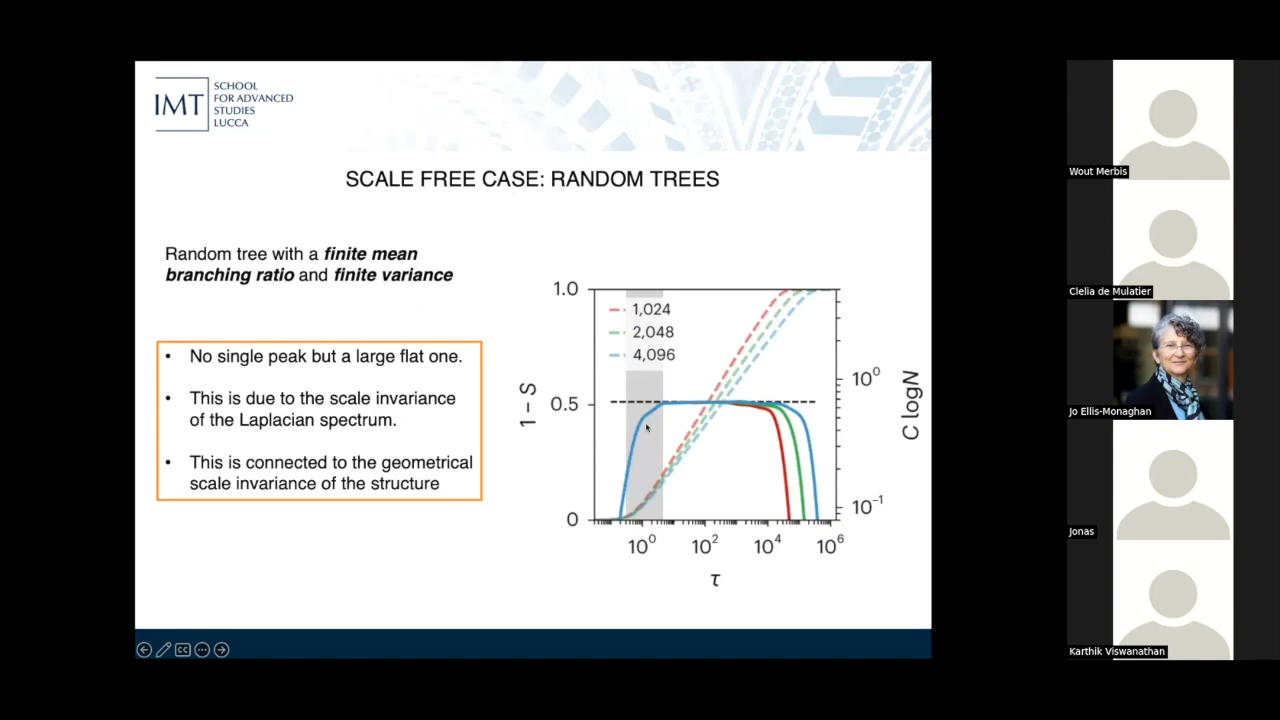 IMT
SCHOOL
FOR ADVANCED
STUDIES
LUCCA
SCALE FREE CASE: RANDOM TREES
Random tree with a finite mean
branching ratio and finite variance
• No single peak but a large flat one.
• This is due to the scale invariance
of the Laplacian spectrum.
• This is connected to the geometrical
scale invariance of the structure
1.0
0.5
0
1 − S
1,024
2,048
4,096
10⁰
10⁻¹
C logN
10⁰ 10² 10⁴ 10⁶
τ
CC
Wout Merbis
Clelia de Mulatier
Jo Ellis-Monaghan
Jonas
Karthik Viswanathan